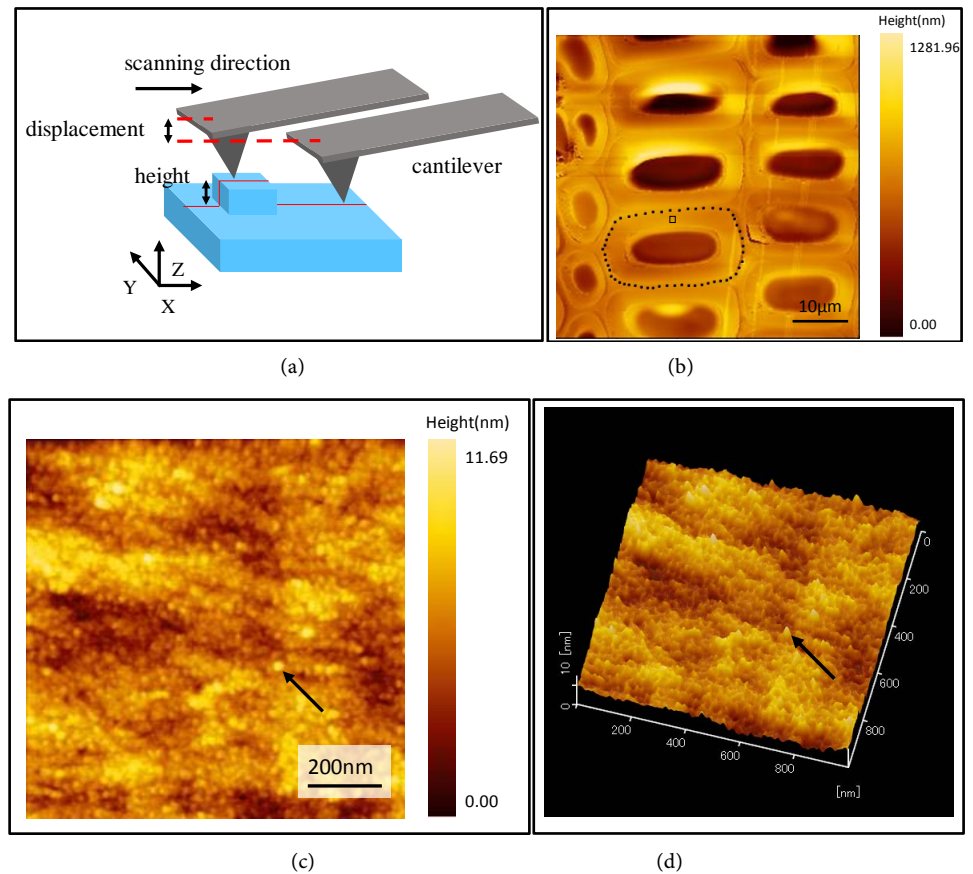 scanning direction
displacement
height
cantilever
Z
Y
X
(a)
Height(nm)
1281.96
0.00
10μm
(b)
Height(nm)
11.69
0.00
200nm
(c)
0
200
400
600
800
[nm]
10
0
200
400
600
800
[nm]
(d)